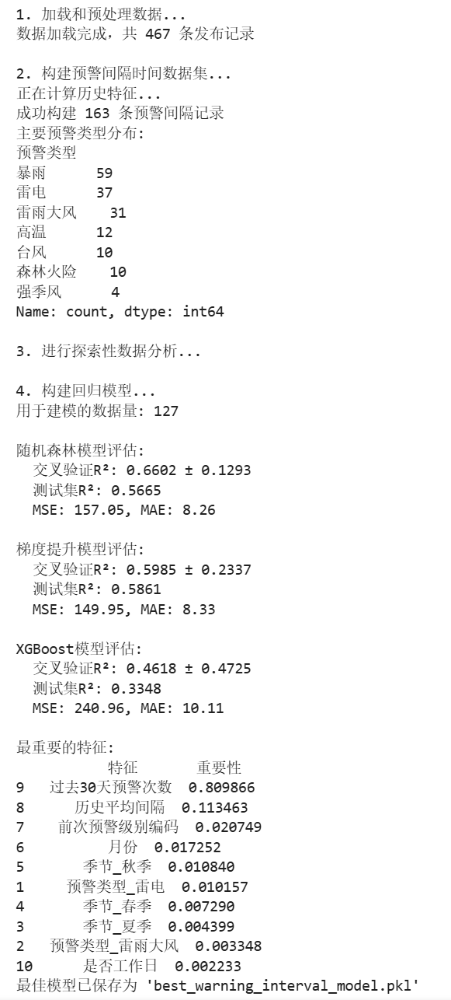 1. 加载和预处理数据...
数据加载完成，共 467 条发布记录
2. 构建预警间隔时间数据集...
正在计算历史特征...
成功构建 163 条预警间隔记录
主要预警类型分布:
预警类型
暴雨 59
雷电 37
雷雨大风 31
高温 12
台风 10
森林火险 10
强季风 4
Name: count, dtype: int64
3. 进行探索性数据分析...
4. 构建回归模型...
用于建模的数据量: 127
随机森林模型评估:
交叉验证R²: 0.6602 ± 0.1293
测试集R²: 0.5665
MSE: 157.05, MAE: 8.26
梯度提升模型评估:
交叉验证R²: 0.5985 ± 0.2337
测试集R²: 0.5861
MSE: 149.95, MAE: 8.33
XGBoost模型评估:
交叉验证R²: 0.4618 ± 0.4725
测试集R²: 0.3348
MSE: 240.96, MAE: 10.11
最重要的特征:
特征 重要性
9 过去30天预警次数 0.809866
8 历史平均间隔 0.113463
7 前次预警级别编码 0.020749
6 月份 0.017252
5 季节_秋季 0.010840
1 预警类型_雷电 0.010157
4 季节_春季 0.007290
3 季节_夏季 0.004399
2 预警类型_雷雨大风 0.003348
10 是否工作日 0.002233
最佳模型已保存为 'best_warning_interval_model.pkl'